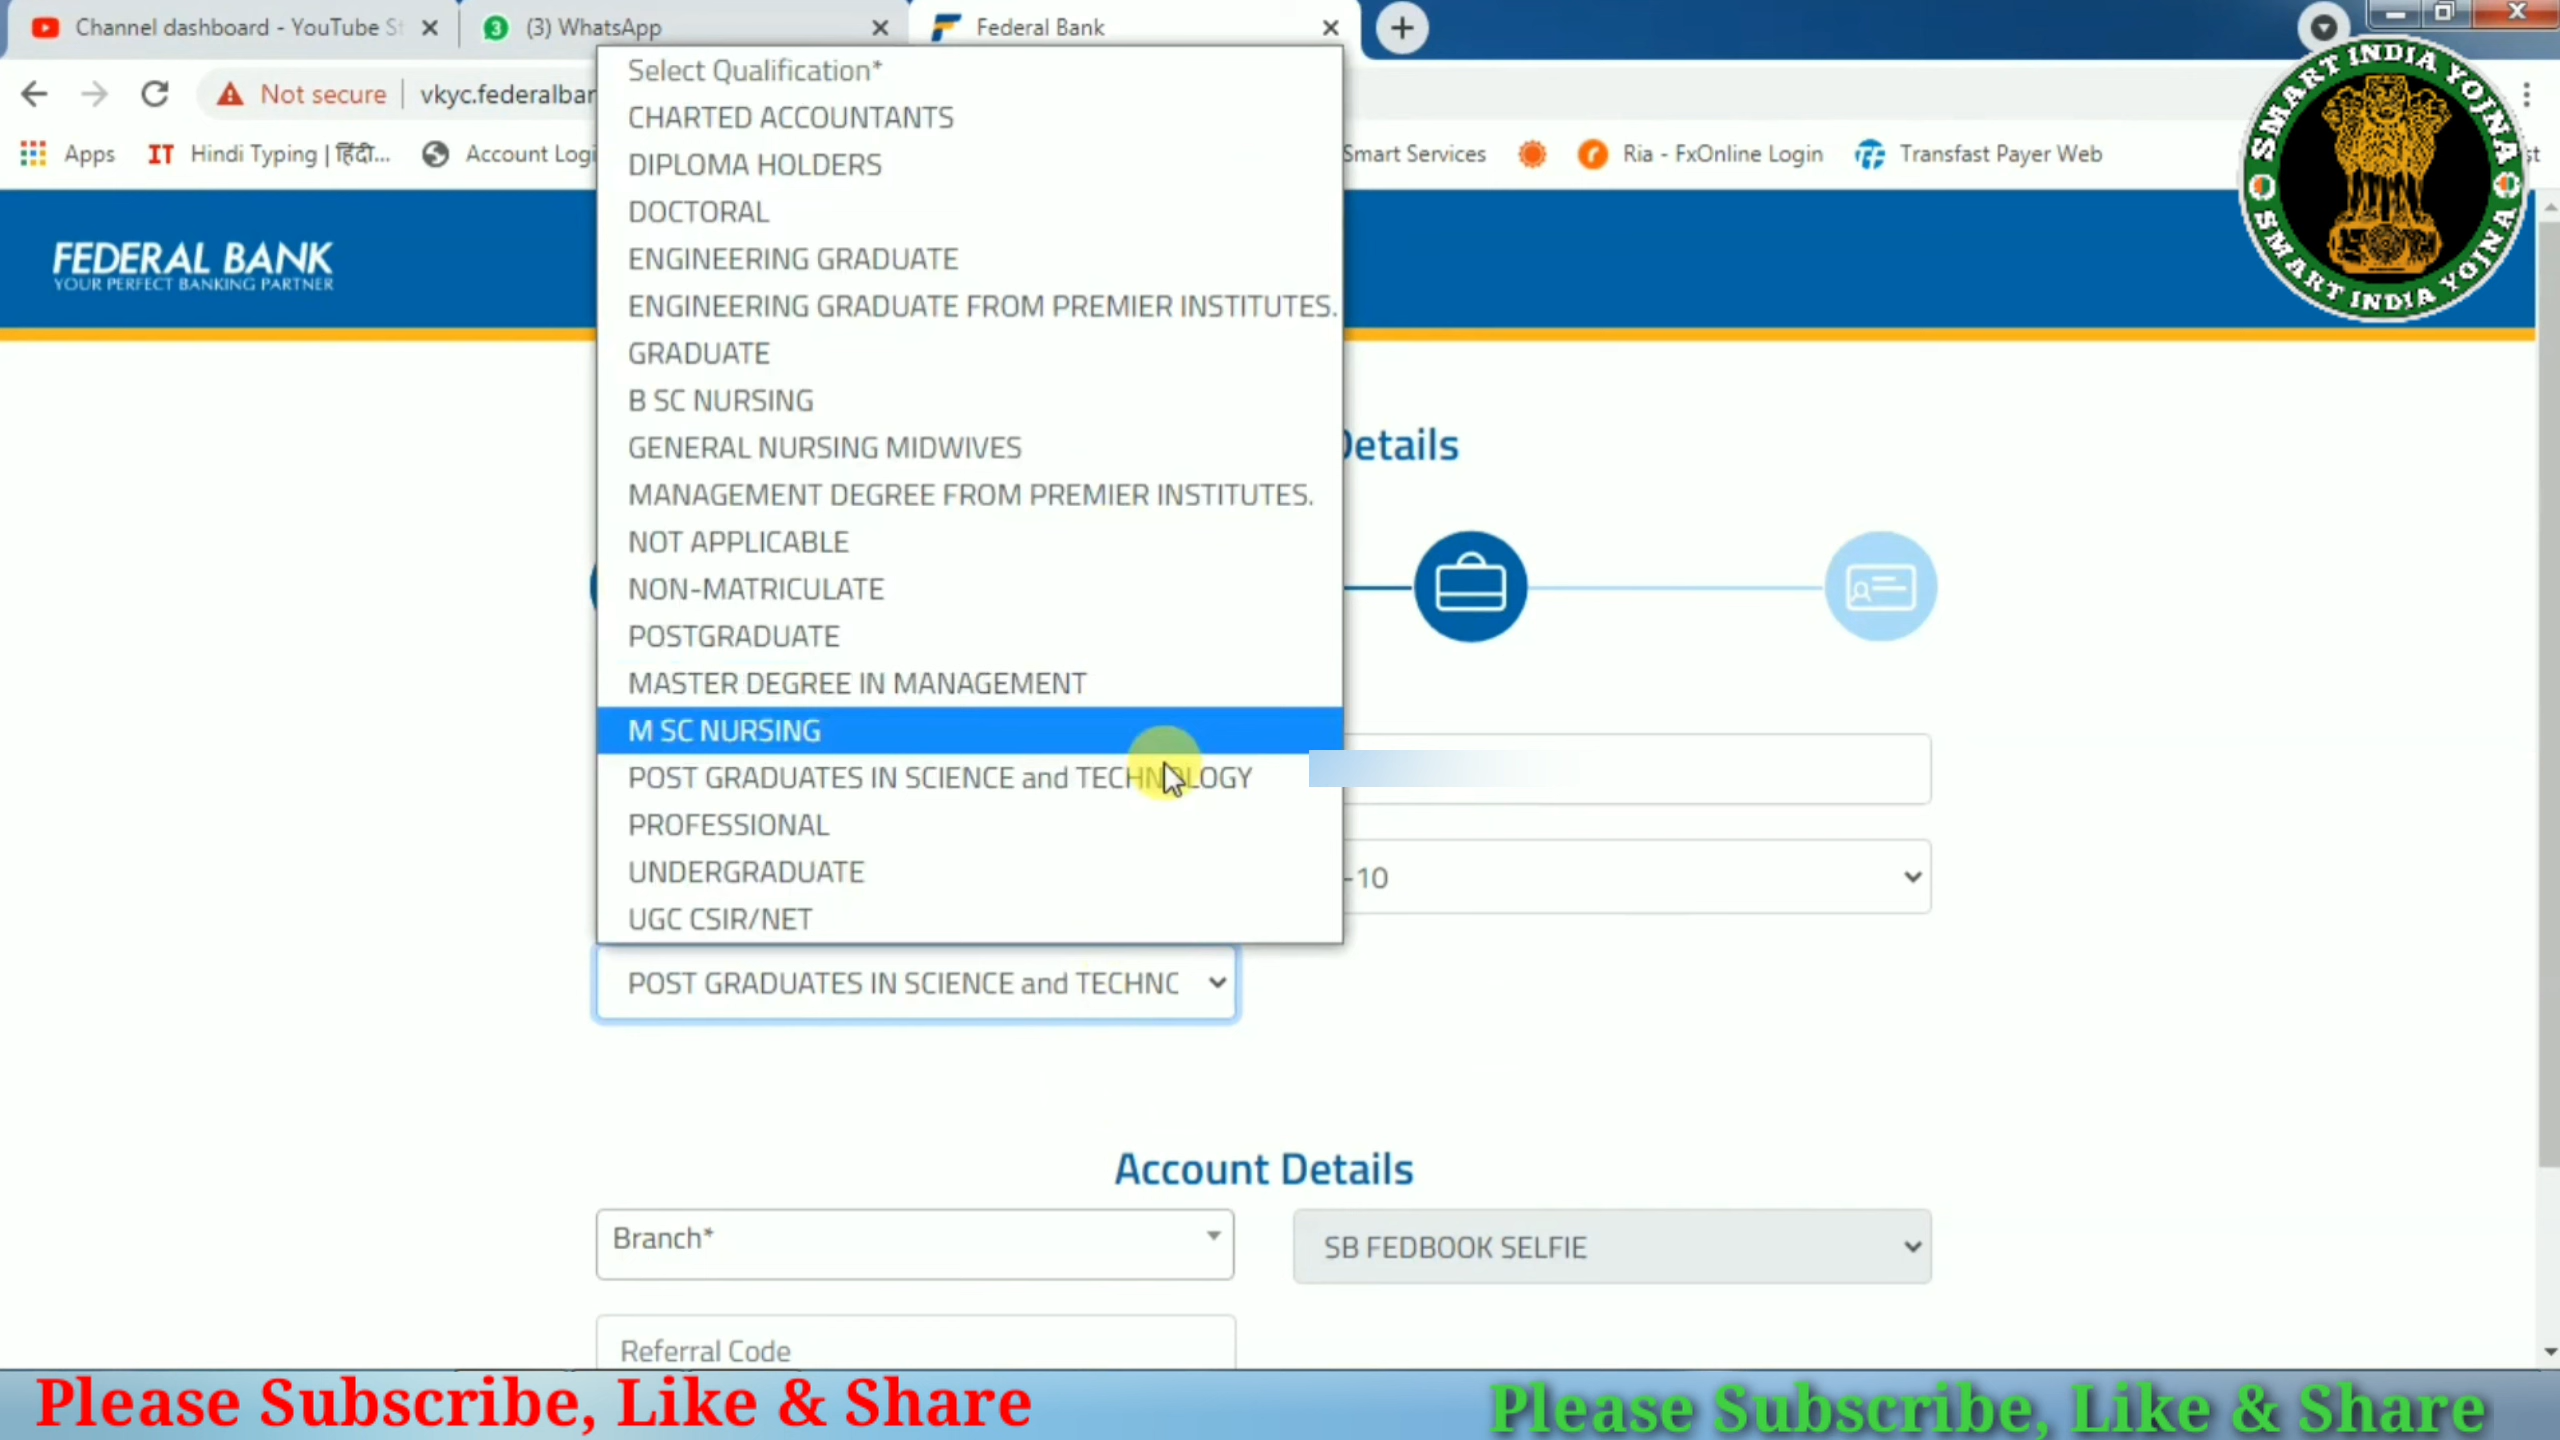 Channel dashboard - YouTube St
3 (3) WhatsApp
Federal Bank
Not secure
vkyc.federalban
Apps
IT Hindi Typing | हिंदी...
Account Logi
Smart Services
Ria - FxOnline Login
Transfast Payer Web
SMART INDIA YOJNA
SMART INDIA YOJNA
FEDERAL BANK
YOUR PERFECT BANKING PARTNER
Select Qualification*
CHARTED ACCOUNTANTS
DIPLOMA HOLDERS
DOCTORAL
ENGINEERING GRADUATE
ENGINEERING GRADUATE FROM PREMIER INSTITUTES.
GRADUATE
B SC NURSING
GENERAL NURSING MIDWIVES
MANAGEMENT DEGREE FROM PREMIER INSTITUTES.
NOT APPLICABLE
NON-MATRICULATE
POSTGRADUATE
MASTER DEGREE IN MANAGEMENT
M SC NURSING
POST GRADUATES IN SCIENCE and TECHNOLOGY
PROFESSIONAL
UNDERGRADUATE
UGC CSIR/NET
Details
-10
POST GRADUATES IN SCIENCE and TECHNC
Account Details
Branch*
SB FEDBOOK SELFIE
Referral Code
Please Subscribe, Like & Share
Please Subscribe, Like & Share